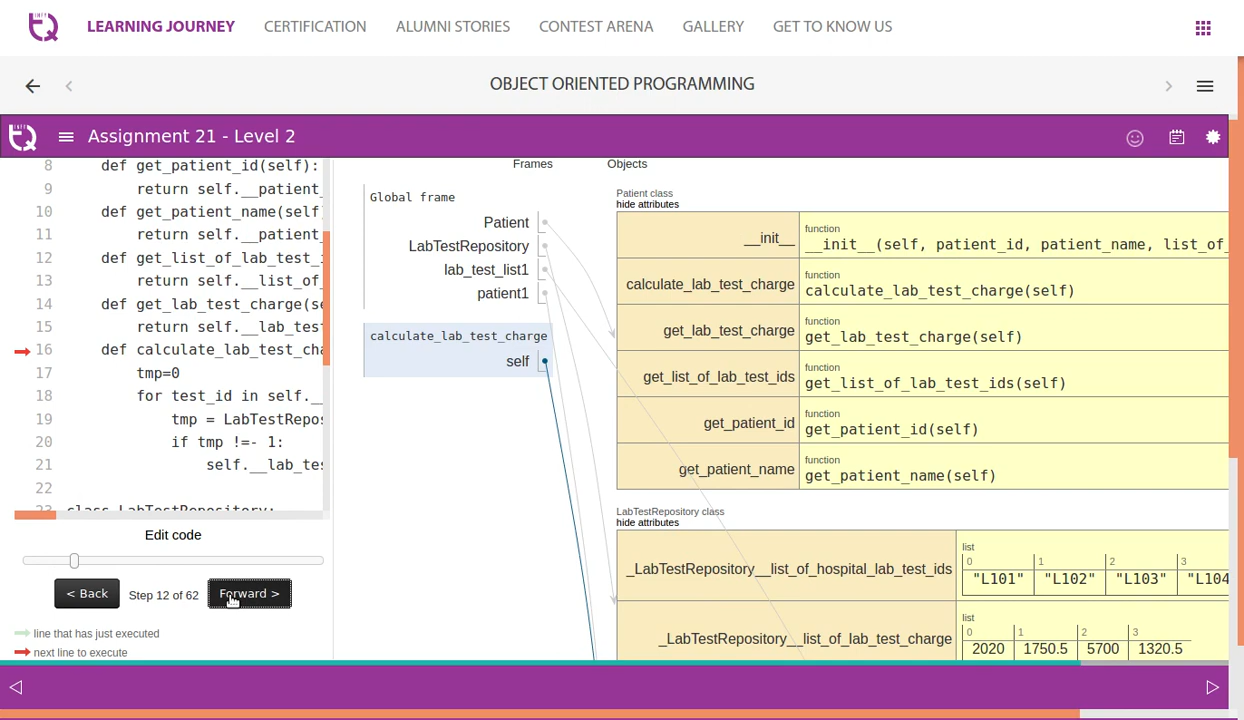 LEARNING JOURNEY CERTIFICATION ALUMNI STORIES CONTEST ARENA GALLERY GET TO KNOW US
OBJECT ORIENTED PROGRAMMING
Assignment 21 - Level 2
8 def get_patient_id(self):
9 return self.__patient_
10 def get_patient_name(self
11 return self.__patient_
12 def get_list_of_lab_test_i
13 return self.__list_of_
14 def get_lab_test_charge(se
15 return self.__lab_test
16 def calculate_lab_test_cha
17 tmp=0
18 for test_id in self.__
19 tmp = LabTestRepos
20 if tmp !=- 1:
21 self.__lab_tes
22
23 class LabTestRepository:
Edit code
< Back Step 12 of 62 Forward >
line that has just executed
next line to execute
Frames Objects
Global frame
Patient
LabTestRepository
lab_test_list1
patient1
calculate_lab_test_charge
self
Patient class
hide attributes
__init__ function
__init__(self, patient_id, patient_name, list_of_
calculate_lab_test_charge function
calculate_lab_test_charge(self)
get_lab_test_charge function
get_lab_test_charge(self)
get_list_of_lab_test_ids function
get_list_of_lab_test_ids(self)
get_patient_id function
get_patient_id(self)
get_patient_name function
get_patient_name(self)
LabTestRepository class
hide attributes
_LabTestRepository__list_of_hospital_lab_test_ids list
0 1 2 3
"L101" "L102" "L103" "L104
_LabTestRepository__list_of_lab_test_charge list
0 1 2 3
2020 1750.5 5700 1320.5